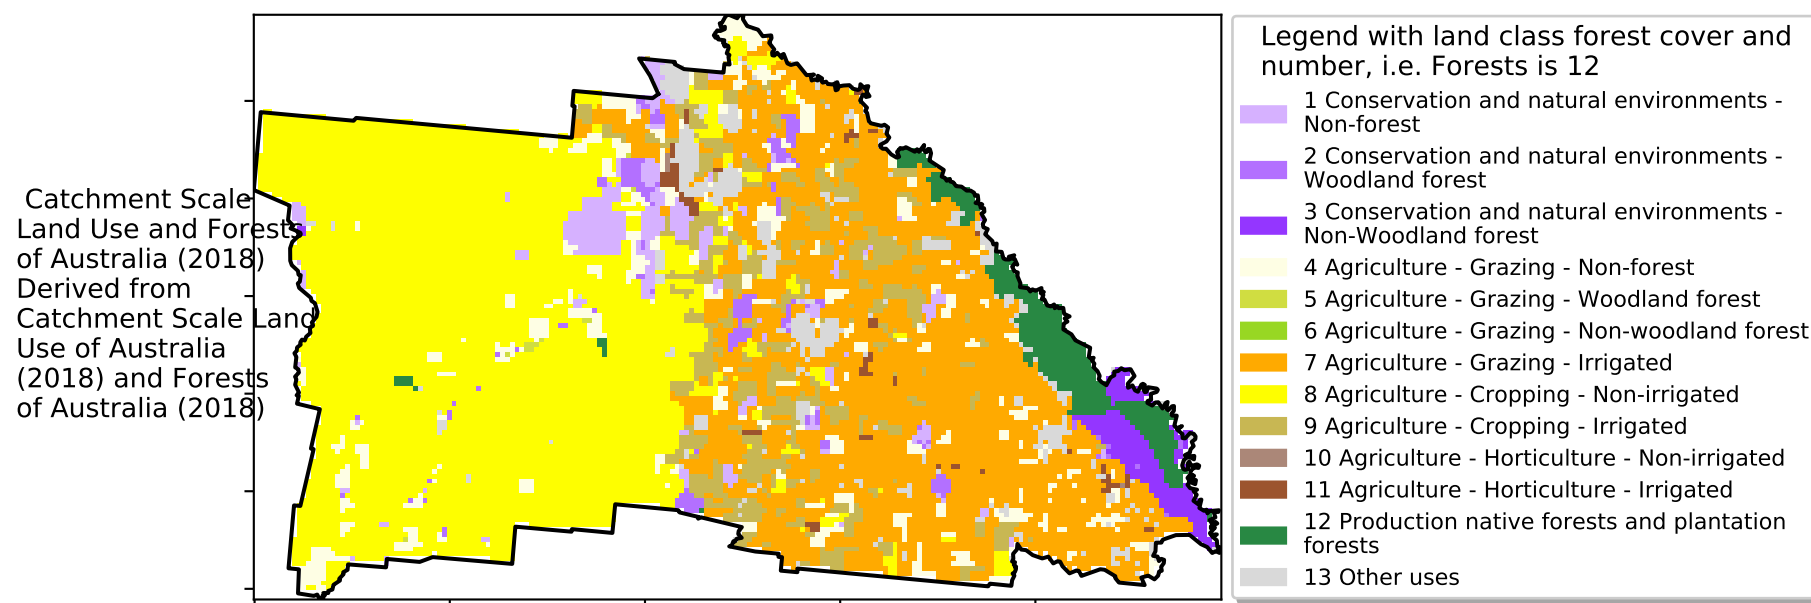 Catchment Scale
Land Use and Forests
of Australia (2018)
Derived from
Catchment Scale Land
Use of Australia
(2018) and Forests
of Australia (2018)
Legend with land class forest cover and
number, i.e. Forests is 12
1 Conservation and natural environments -
Non-forest
2 Conservation and natural environments -
Woodland forest
3 Conservation and natural environments -
Non-Woodland forest
4 Agriculture - Grazing - Non-forest
5 Agriculture - Grazing - Woodland forest
6 Agriculture - Grazing - Non-woodland forest
7 Agriculture - Grazing - Irrigated
8 Agriculture - Cropping - Non-irrigated
9 Agriculture - Cropping - Irrigated
10 Agriculture - Horticulture - Non-irrigated
11 Agriculture - Horticulture - Irrigated
12 Production native forests and plantation
forests
13 Other uses